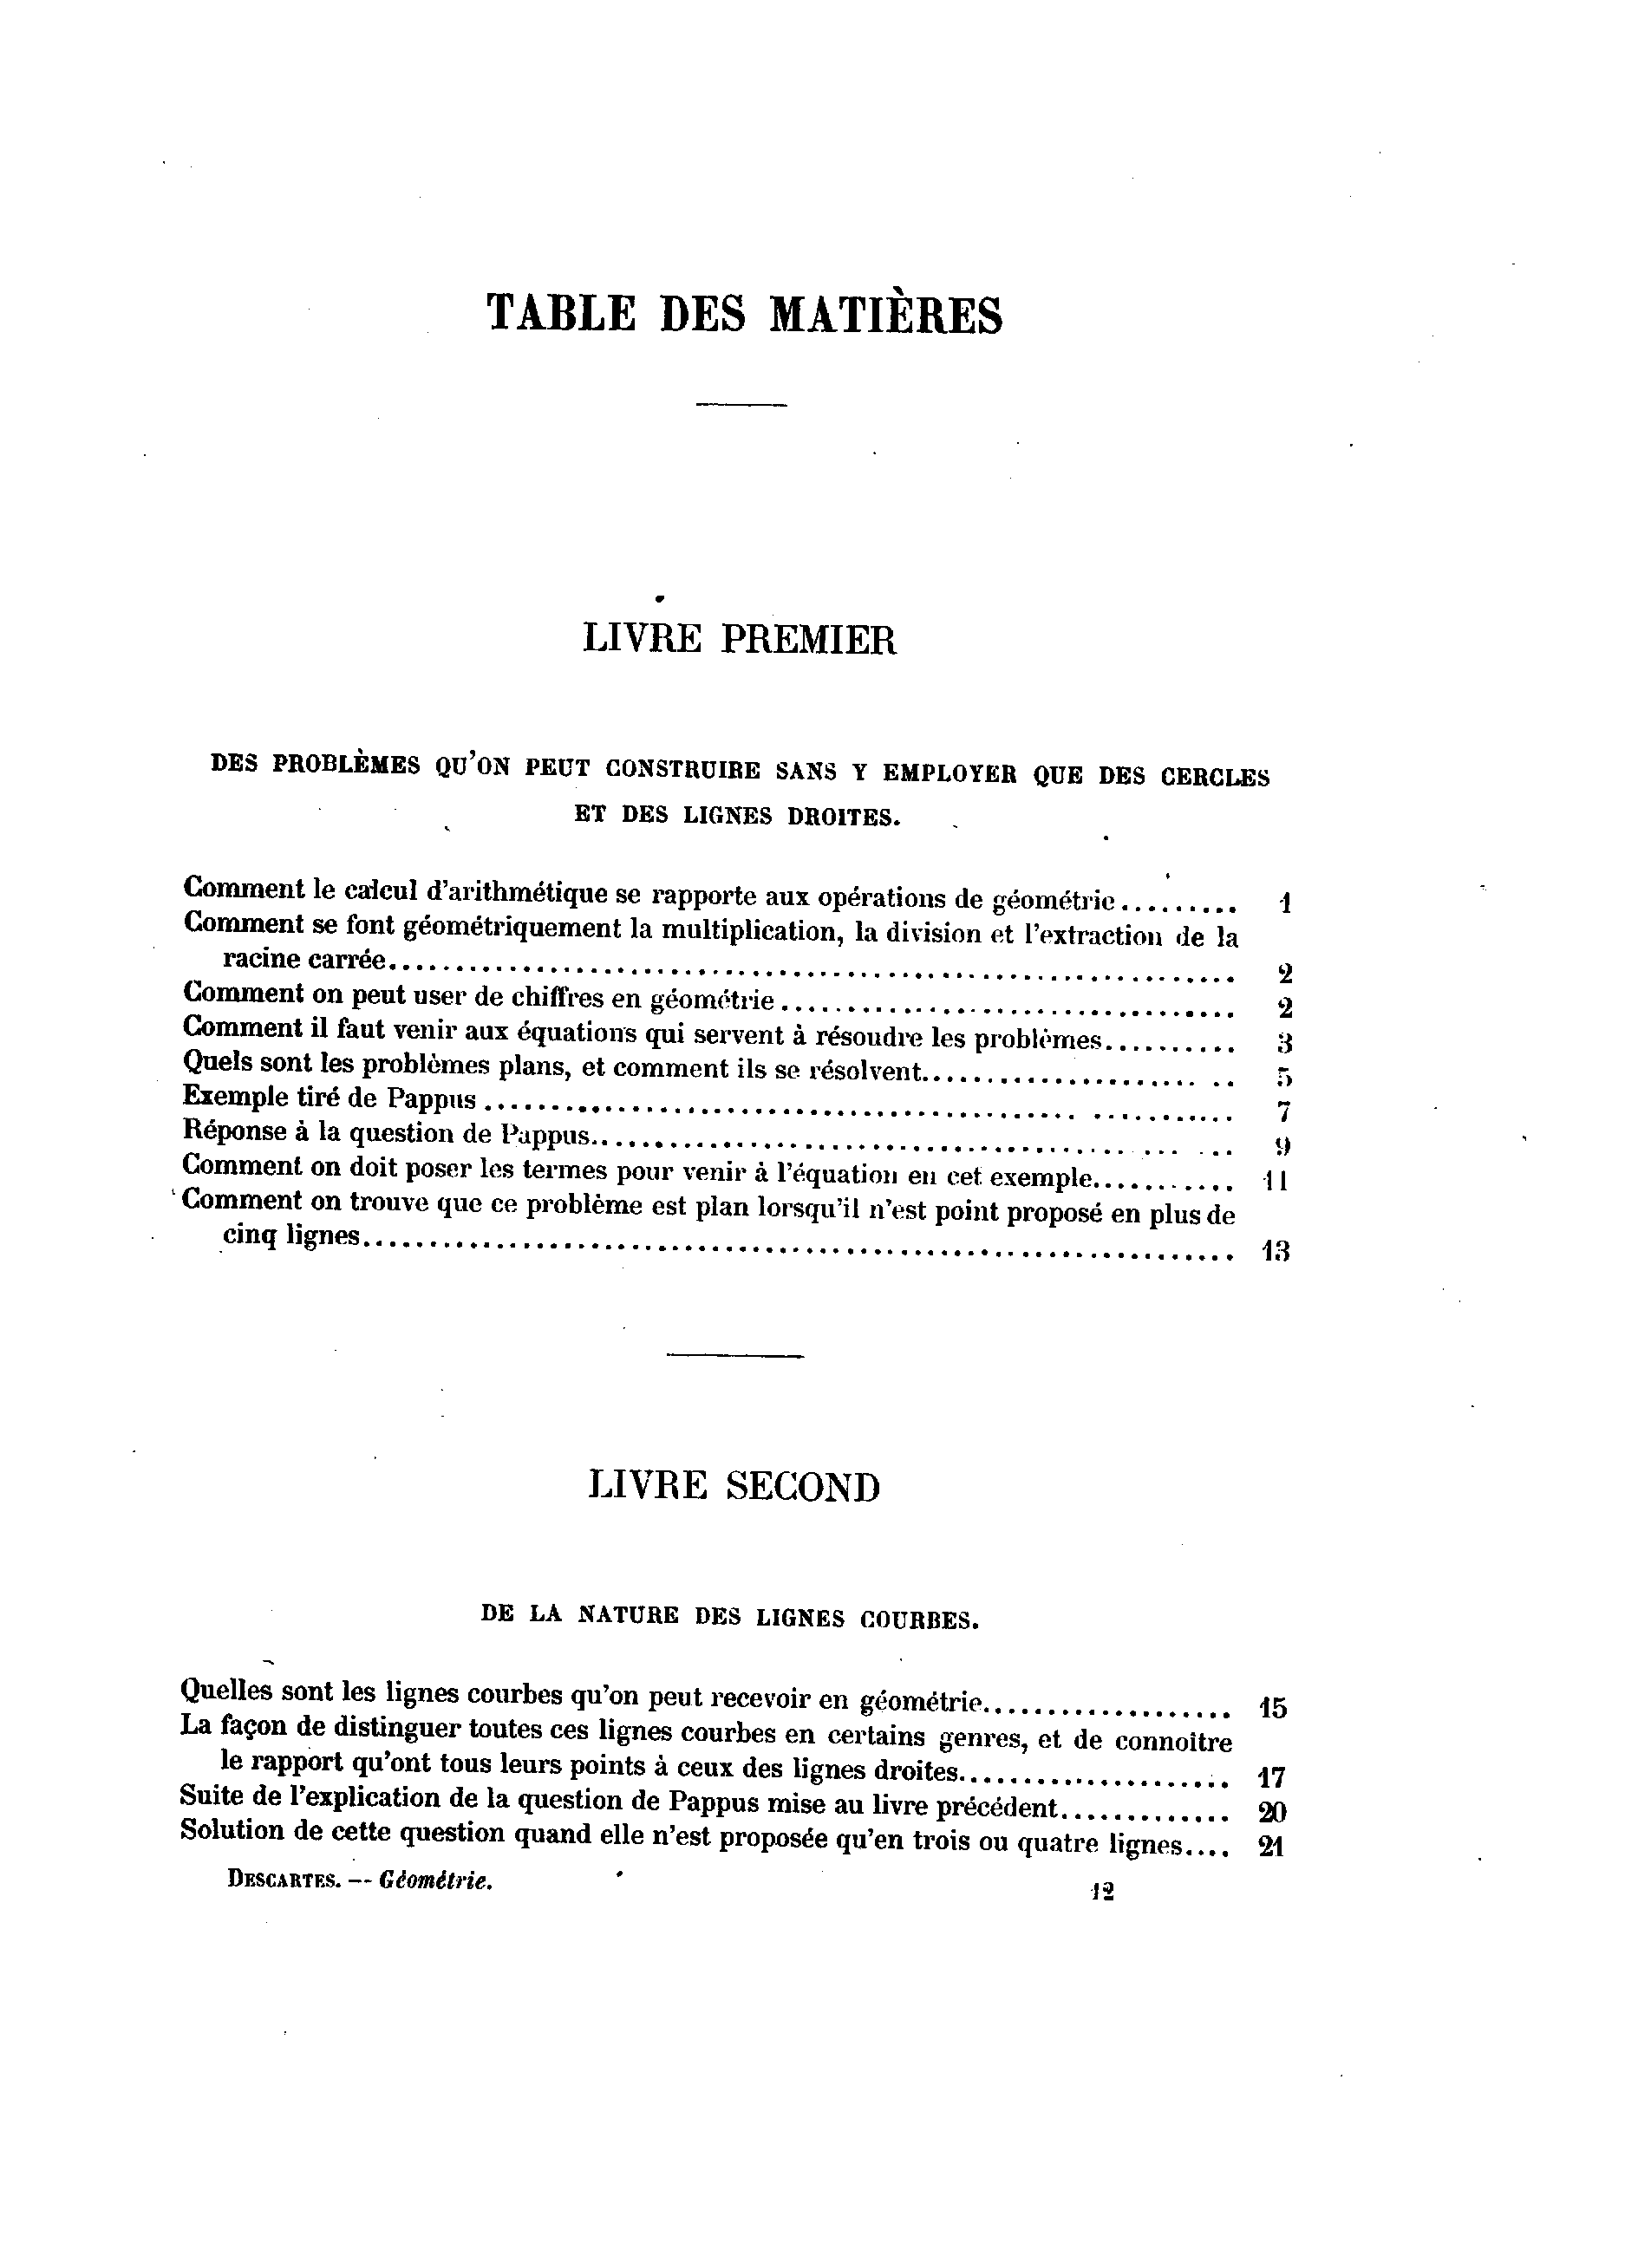 TABLE DES MATIÈRES
LIVRE PREMIER
DES PROBLÈMES QU'ON PEUT CONSTRUIRE SANS Y EMPLOYER QUE DES CERCLES
ET DES LIGNES DROITES.
Comment le calcul d'arithmétique se rapporte aux opérations de géométrie......... 1
Comment se font géométriquement la multiplication, la division et l'extraction de la
racine carrée............................................................... 2
Comment on peut user de chiffres en géométrie.................................. 2
Comment il faut venir aux équations qui servent à résoudre les problèmes.......... 3
Quels sont les problèmes plans, et comment ils se résolvent....................... 5
Exemple tiré de Pappus........................................................ 7
Réponse à la question de Pappus................................................ 9
Comment on doit poser les termes pour venir à l'équation en cet exemple........... 11
Comment on trouve que ce problème est plan lorsqu'il n'est point proposé en plus de
cinq lignes................................................................. 13
LIVRE SECOND
DE LA NATURE DES LIGNES COURBES.
Quelles sont les lignes courbes qu'on peut recevoir en géométrie................... 15
La façon de distinguer toutes ces lignes courbes en certains genres, et de connoitre
le rapport qu'ont tous leurs points à ceux des lignes droites..................... 17
Suite de l'explication de la question de Pappus mise au livre précédent............. 20
Solution de cette question quand elle n'est proposée qu'en trois ou quatre lignes.... 21
DESCARTES. -- Géométrie. 12